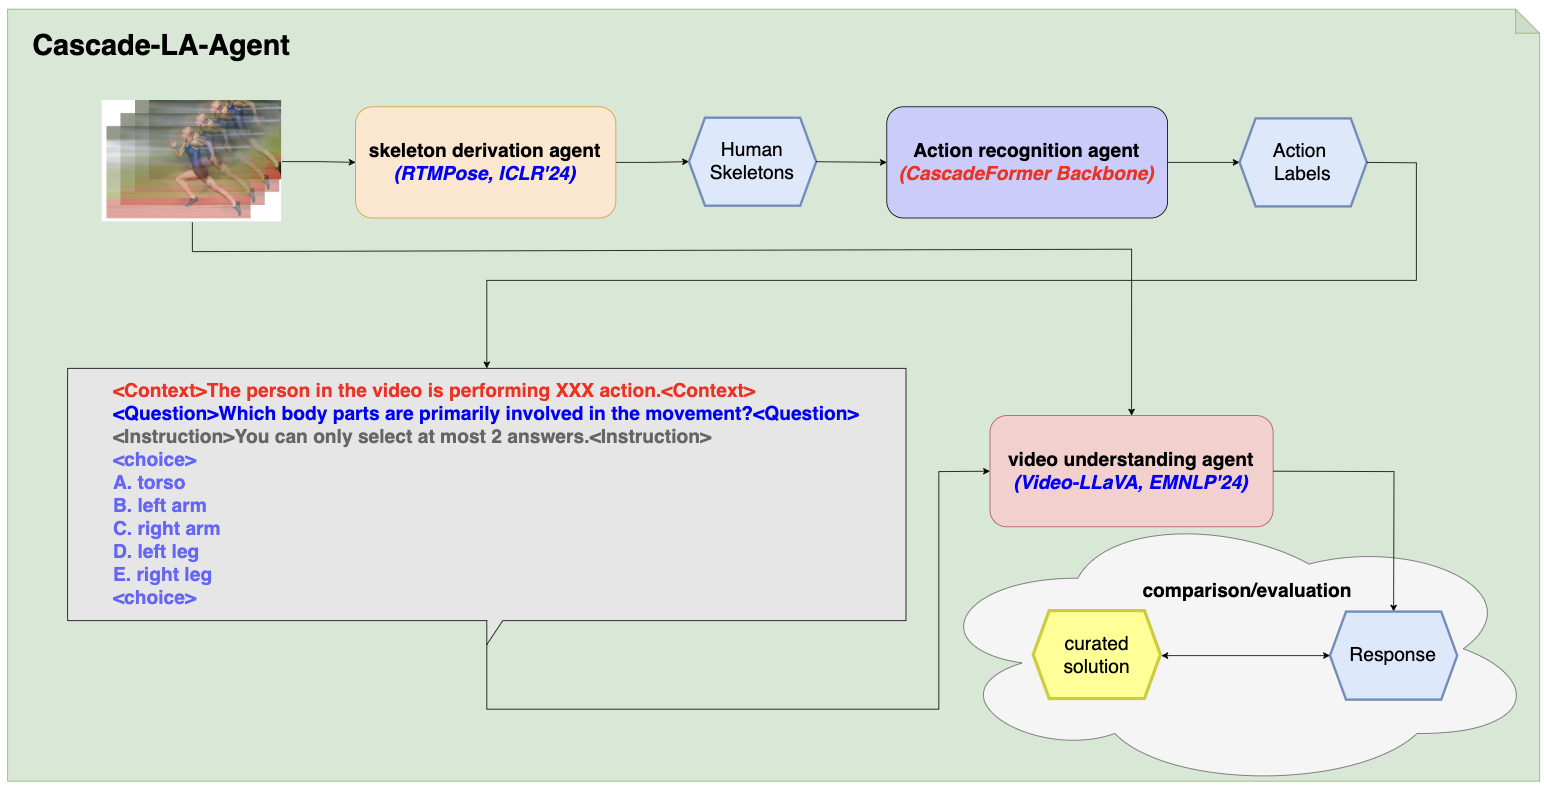 Cascade-LA-Agent
skeleton derivation agent
(RTMPose, ICLR'24)
Human
Skeletons
Action recognition agent
(CascadeFormer Backbone)
Action
Labels
<Context>The person in the video is performing XXX action.<Context>
<Question>Which body parts are primarily involved in the movement?<Question>
<Instruction>You can only select at most 2 answers.<Instruction>
<choice>
A. torso
B. left arm
C. right arm
D. left leg
E. right leg
<choice>
video understanding agent
(Video-LLaVA, EMNLP'24)
comparison/evaluation
curated
solution
Response